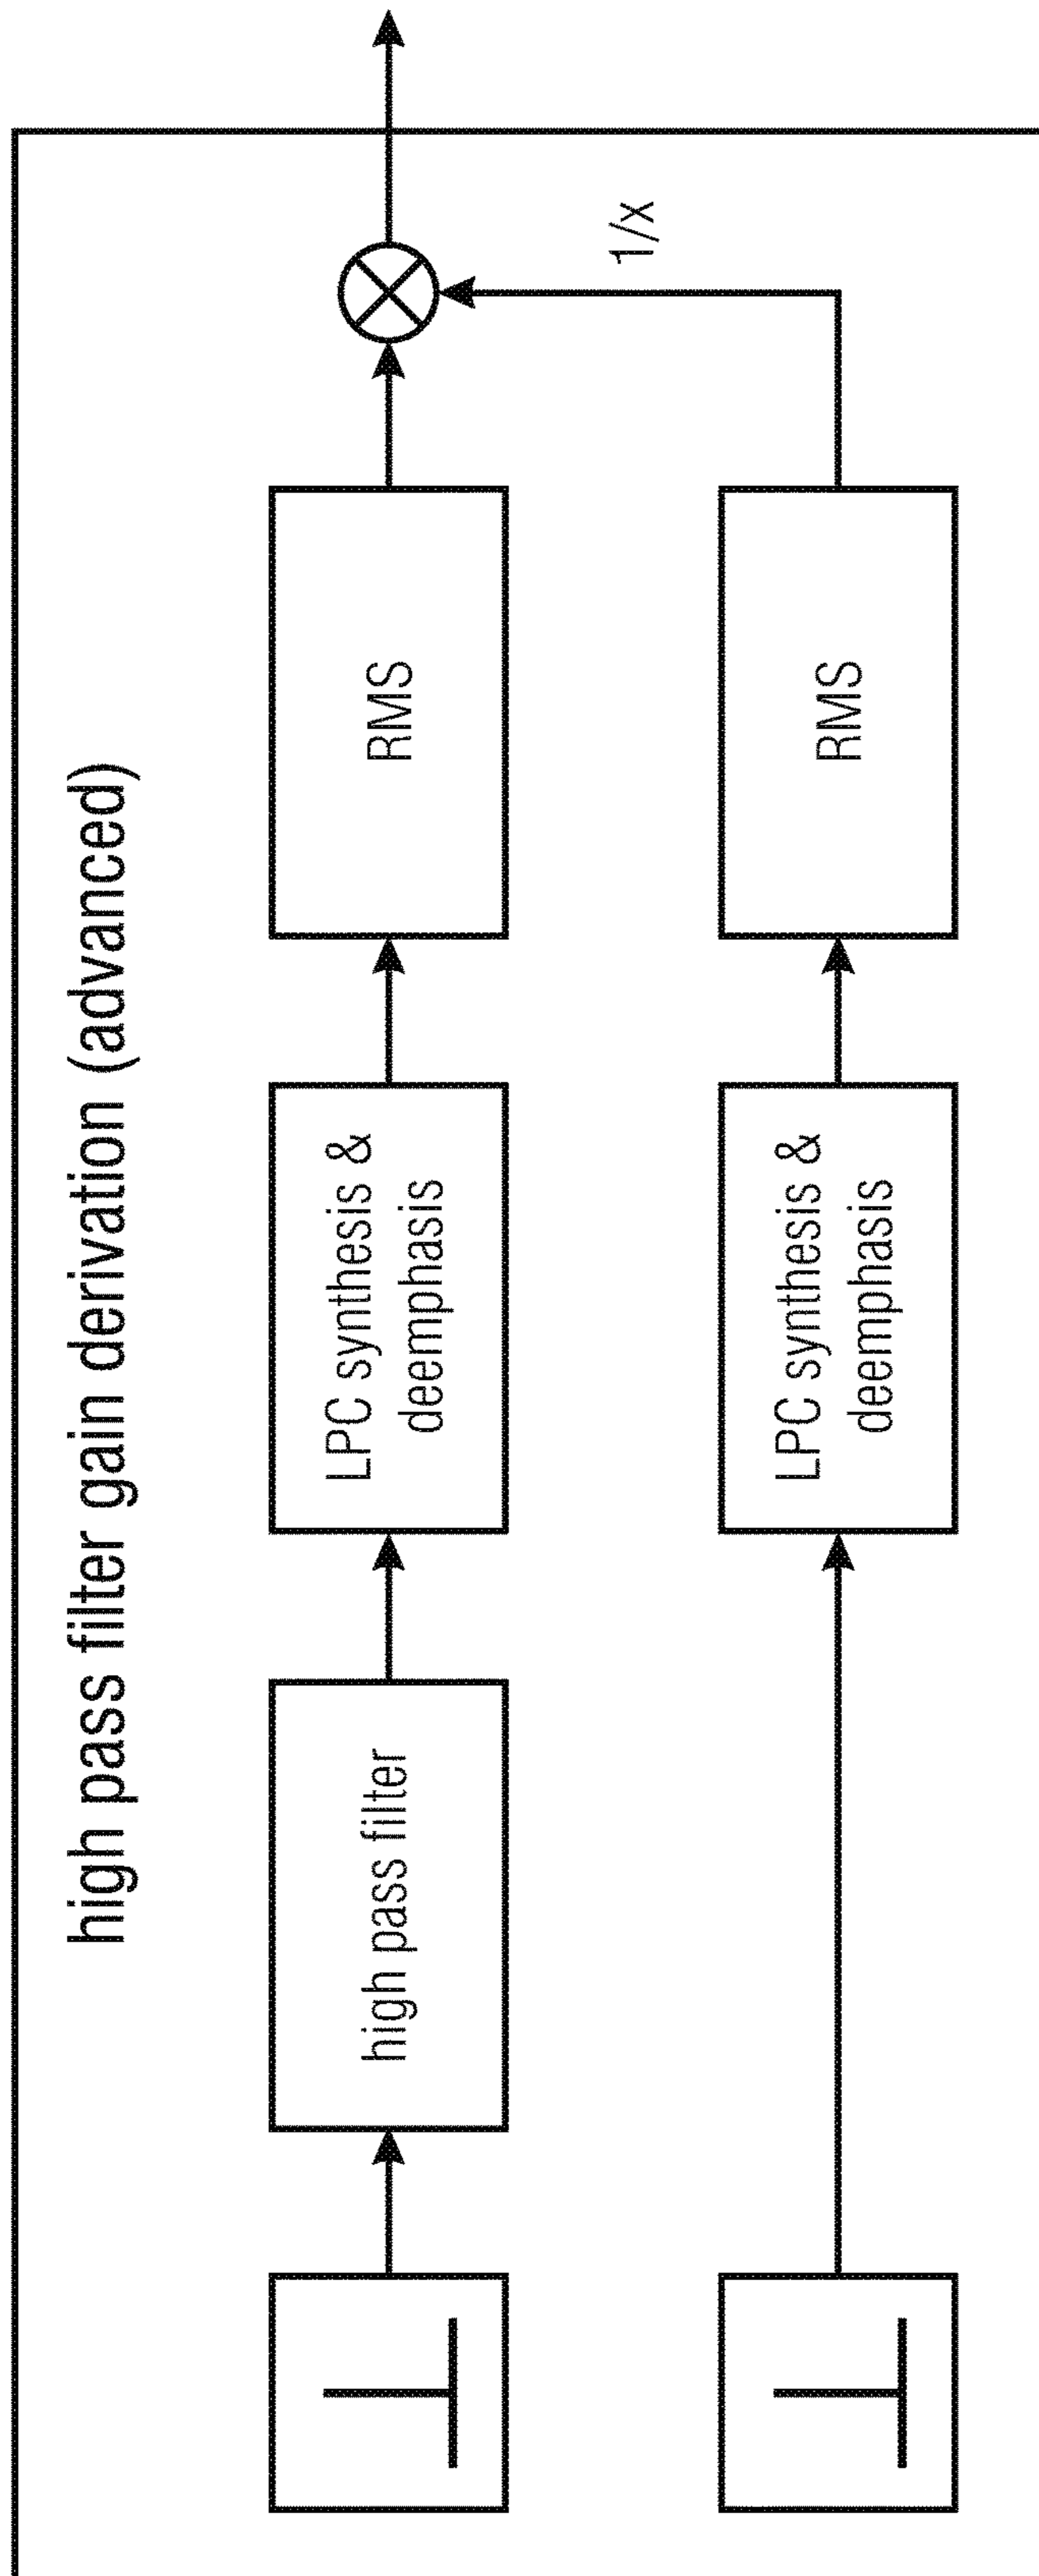 high pass filter gain derivation (advanced)
high pass filter
LPC synthesis &
deemphasis
RMS
1/x
LPC synthesis &
deemphasis
RMS